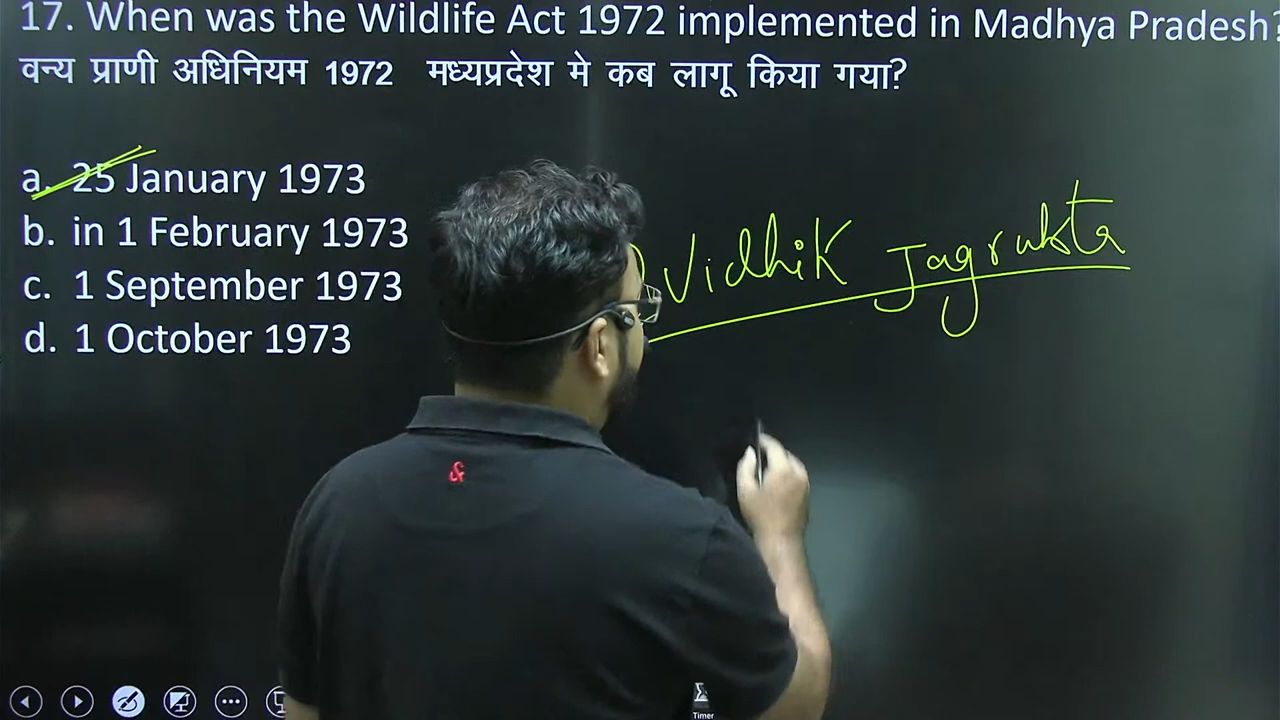 17. When was the Wildlife Act 1972 implemented in Madhya Pradesh?
वन्य प्राणी अधिनियम 1972 मध्यप्रदेश मे कब लागू किया गया?
a. 25 January 1973
b. in 1 February 1973
c. 1 September 1973
d. 1 October 1973
Vidhik Jagrukta
Timer